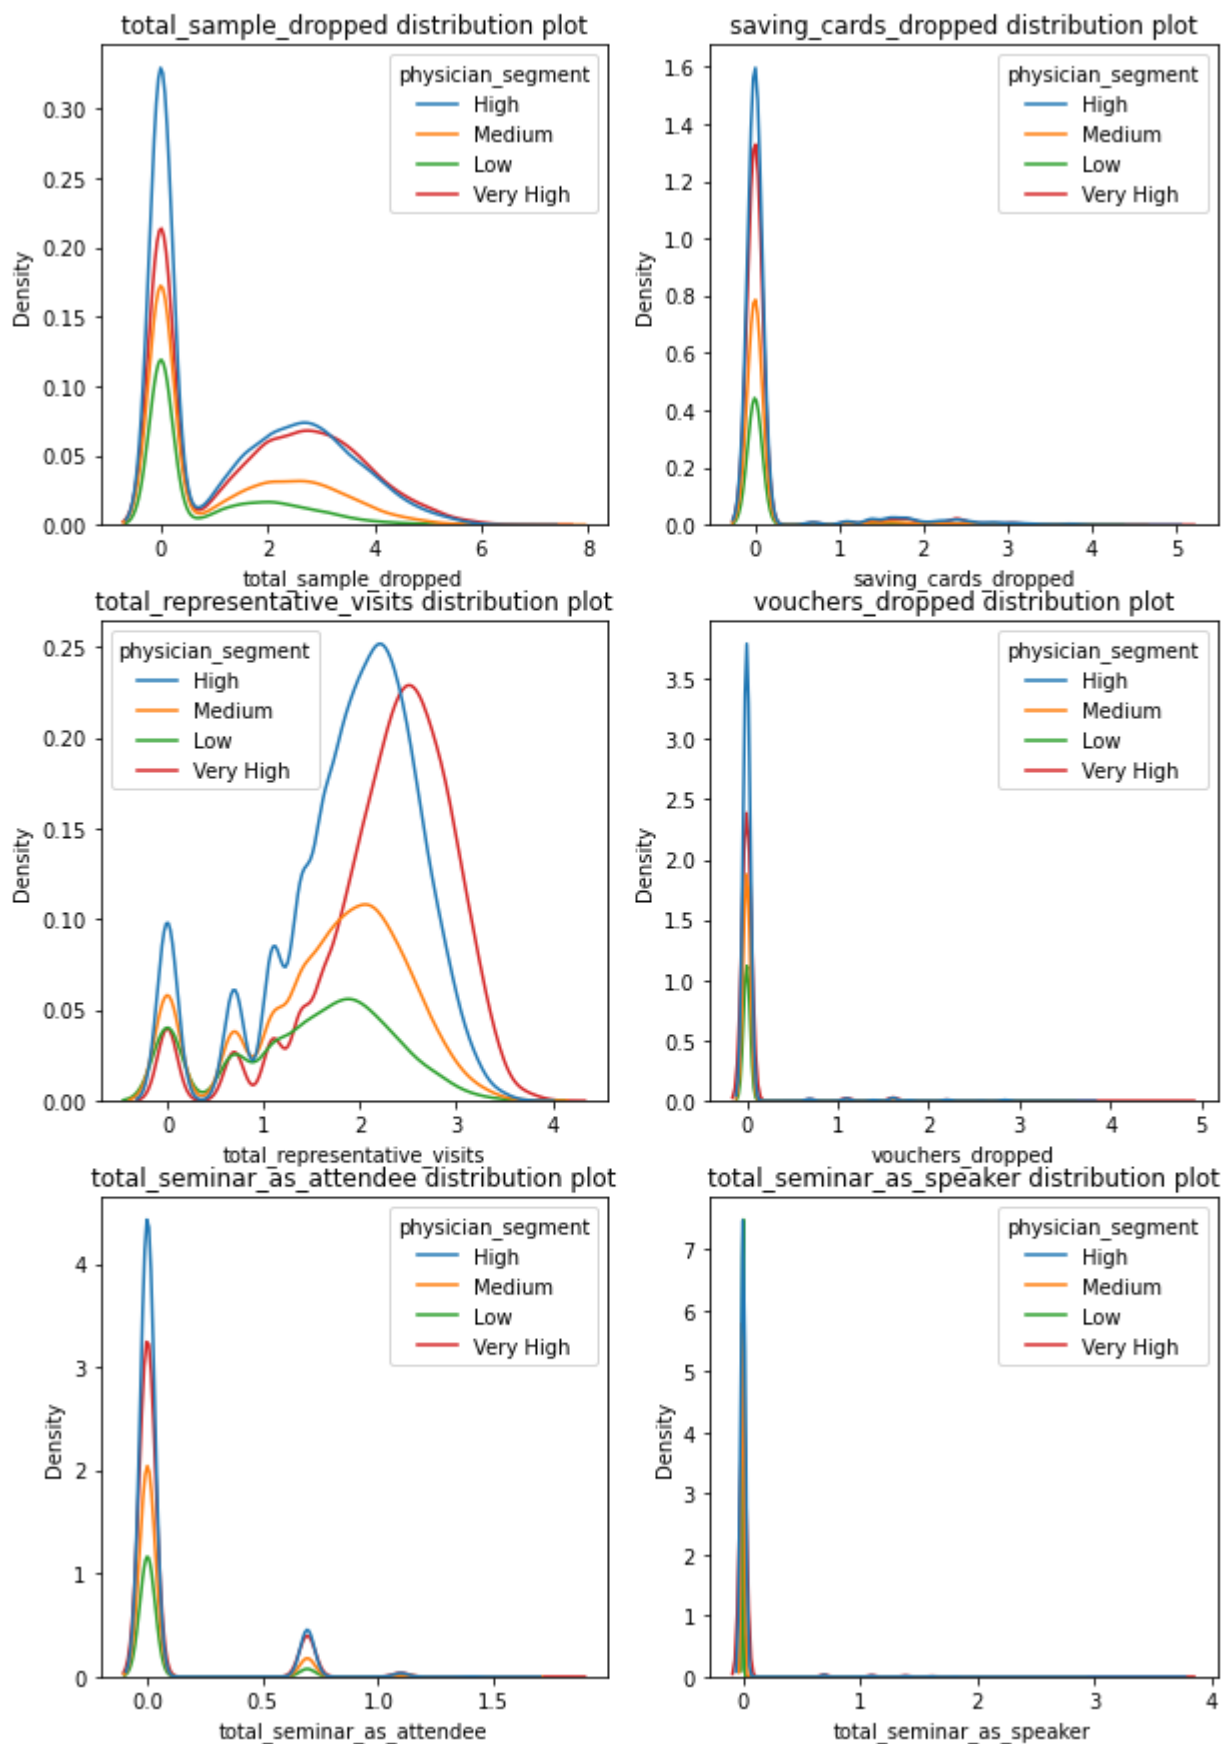 total_sample_dropped distribution plot
physician_segment
High
Medium
Low
Very High
0.30
0.25
0.20
0.15
0.10
0.05
0.00
Density
0 2 4 6 8
total_sample_dropped
saving_cards_dropped distribution plot
physician_segment
High
Medium
Low
Very High
1.6
1.4
1.2
1.0
0.8
0.6
0.4
0.2
0.0
Density
0 1 2 3 4 5
saving_cards_dropped
total_representative_visits distribution plot
physician_segment
High
Medium
Low
Very High
0.25
0.20
0.15
0.10
0.05
0.00
Density
0 1 2 3 4
total_representative_visits
vouchers_dropped distribution plot
physician_segment
High
Medium
Low
Very High
3.5
3.0
2.5
2.0
1.5
1.0
0.5
0.0
Density
0 1 2 3 4 5
vouchers_dropped
total_seminar_as_attendee distribution plot
physician_segment
High
Medium
Low
Very High
4
3
2
1
0
Density
0.0 0.5 1.0 1.5
total_seminar_as_attendee
total_seminar_as_speaker distribution plot
physician_segment
High
Medium
Low
Very High
7
6
5
4
3
2
1
0
Density
0 1 2 3 4
total_seminar_as_speaker